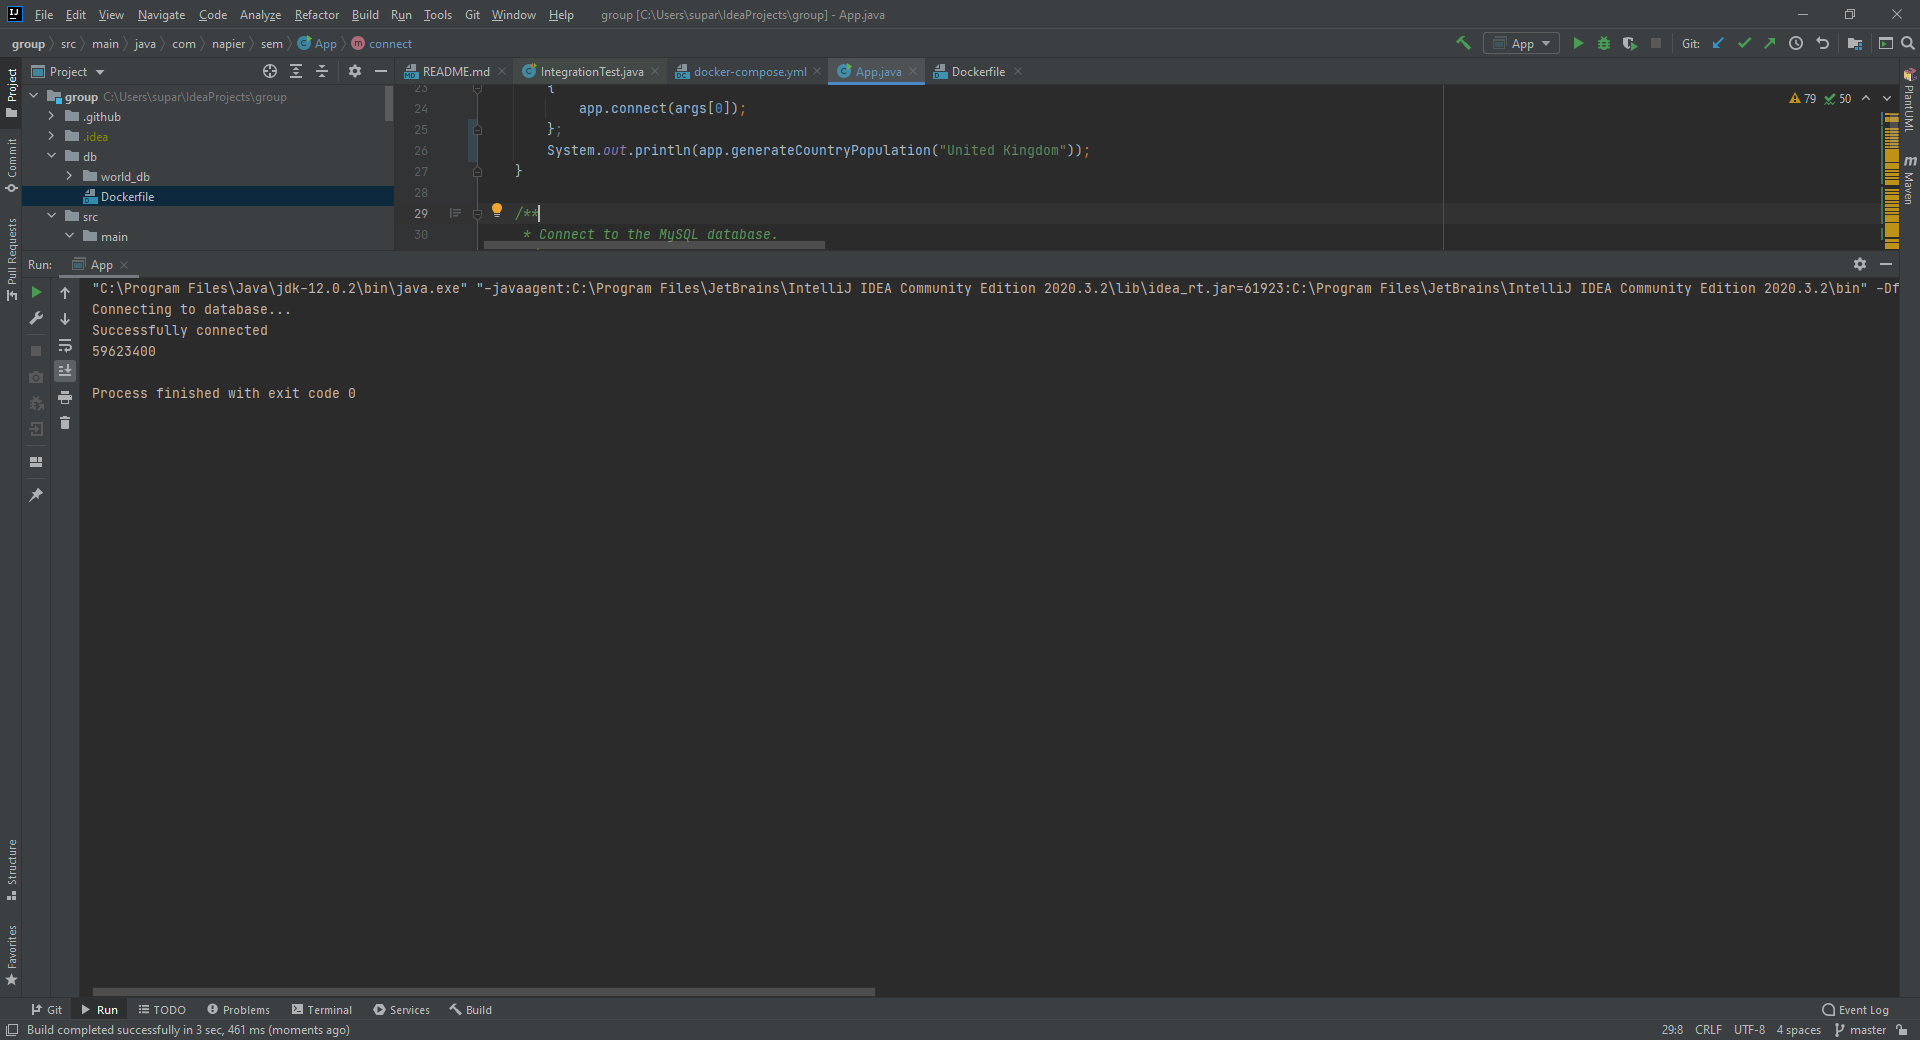 IJ File Edit View Navigate Code Analyze Refactor Build Run Tools Git Window Help group [C:\Users\supar\IdeaProjects\group] - App.java
group src main java com napier sem App connect App Git:
Project README.md IntegrationTest.java docker-compose.yml App.java Dockerfile
group C:\Users\supar\IdeaProjects\group
.github
.idea
db
world_db
Dockerfile
src
main
23 {
24 app.connect(args[0]);
25 };
26 System.out.println(app.generateCountryPopulation("United Kingdom"));
27 }
28
29 /**
30 * Connect to the MySQL database.
79 50
Project
Commit
Pull Requests
Structure
Favorites
PlantUML
Maven
Run: App
"C:\Program Files\Java\jdk-12.0.2\bin\java.exe" "-javaagent:C:\Program Files\JetBrains\IntelliJ IDEA Community Edition 2020.3.2\lib\idea_rt.jar=61923:C:\Program Files\JetBrains\IntelliJ IDEA Community Edition 2020.3.2\bin" -Df
Connecting to database...
Successfully connected
59623400
Process finished with exit code 0
Git Run TODO Problems Terminal Services Build Event Log
Build completed successfully in 3 sec, 461 ms (moments ago) 29:8 CRLF UTF-8 4 spaces master